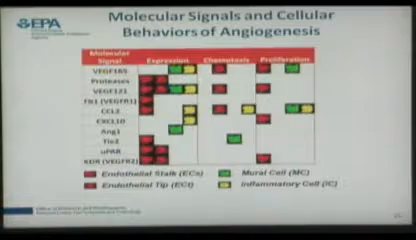 EPA
Molecular Signals and Cellular
Behaviors of Angiogenesis
Molecular
Signal Expression Chemotaxis Proliferation
VEGF165
Proteases
VEGF121
Flt1 (VEGFR1)
CCL2
CXCL10
Ang1
Tie2
uPAR
KDR (VEGFR2)
Endothelial Stalk (ECs) Mural Cell (MC)
Endothelial Tip (ECt) Inflammatory Cell (IC)